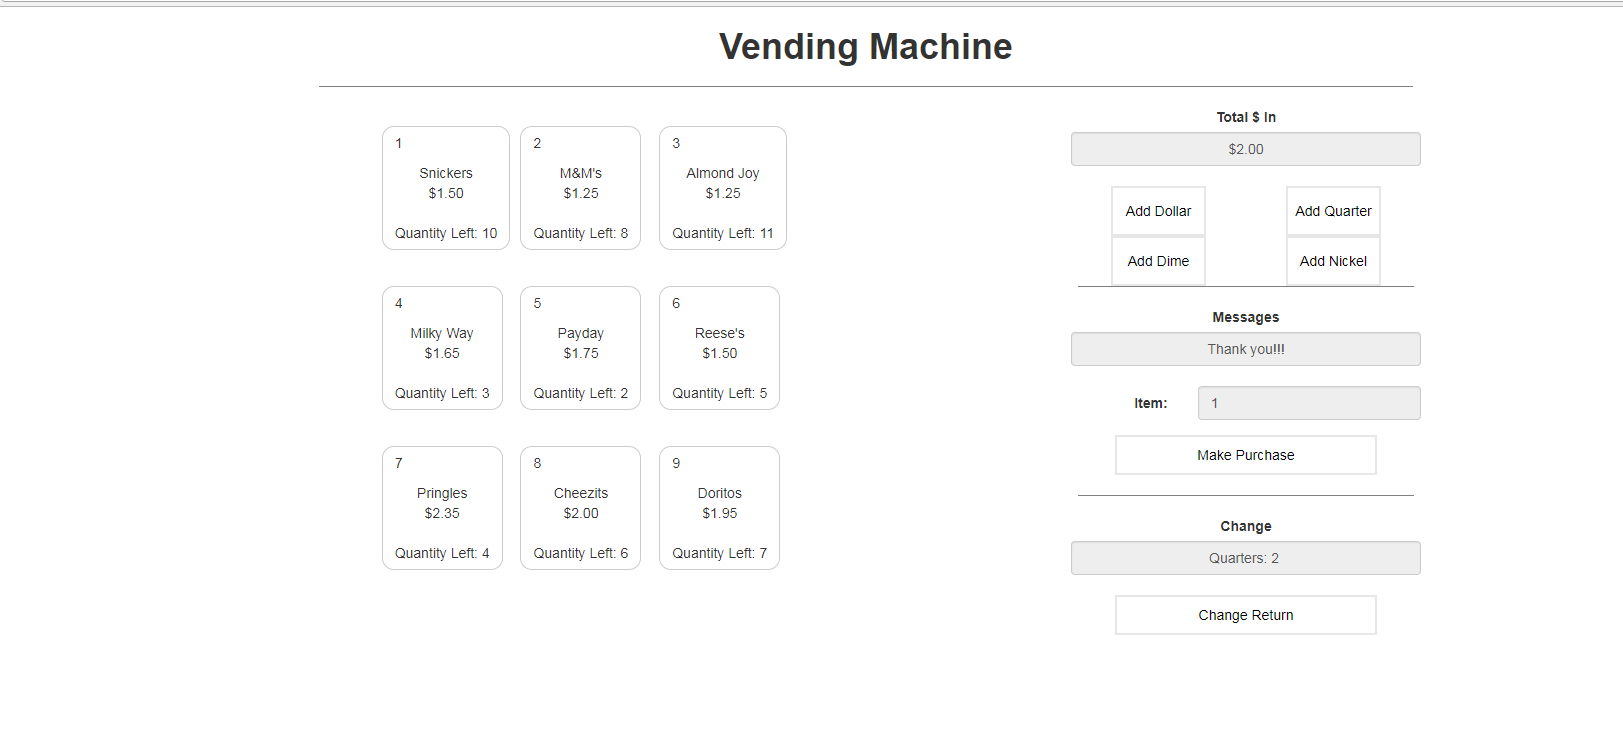 Vending Machine
1
Snickers
$1.50
Quantity Left: 10
2
M&M's
$1.25
Quantity Left: 8
3
Almond Joy
$1.25
Quantity Left: 11
4
Milky Way
$1.65
Quantity Left: 3
5
Payday
$1.75
Quantity Left: 2
6
Reese's
$1.50
Quantity Left: 5
7
Pringles
$2.35
Quantity Left: 4
8
Cheezits
$2.00
Quantity Left: 6
9
Doritos
$1.95
Quantity Left: 7
Total $ In
$2.00
Add Dollar
Add Quarter
Add Dime
Add Nickel
Messages
Thank you!!!
Item: 1
Make Purchase
Change
Quarters: 2
Change Return